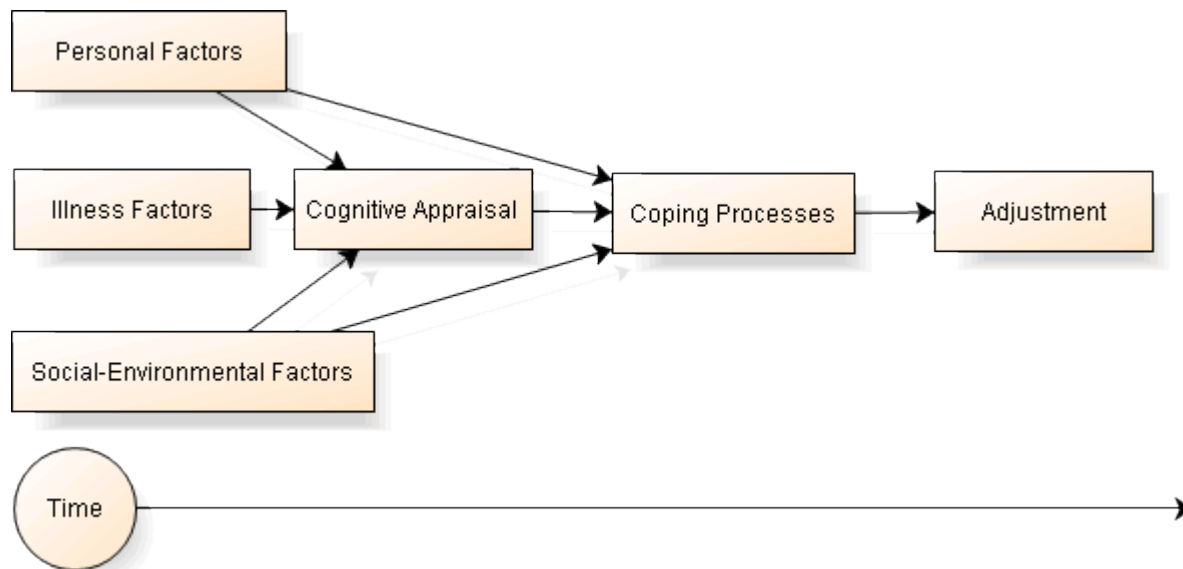 Personal Factors
Illness Factors
Cognitive Appraisal
Coping Processes
Adjustment
Social-Environmental Factors
Time